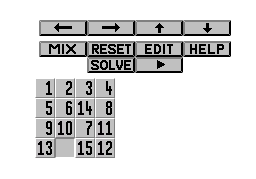 ← → ↑ ↓
MIX RESET EDIT HELP
SOLVE ▶
1 2 3 4
5 6 14 8
9 10 7 11
13 15 12